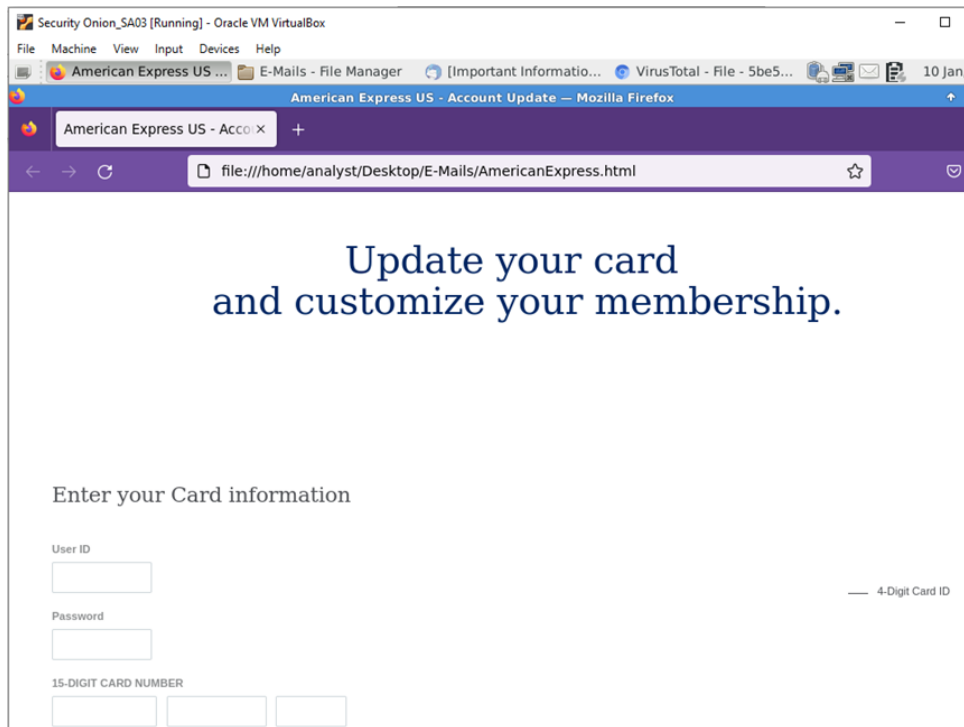 Security Onion_SA03 [Running] - Oracle VM VirtualBox
File Machine View Input Devices Help
American Express US ... E-Mails - File Manager [Important Informatio... VirusTotal - File - 5be5... 10 Jan
American Express US - Account Update — Mozilla Firefox
American Express US - Acco
file:///home/analyst/Desktop/E-Mails/AmericanExpress.html
Update your card
and customize your membership.
Enter your Card information
User ID
4-Digit Card ID
Password
15-DIGIT CARD NUMBER